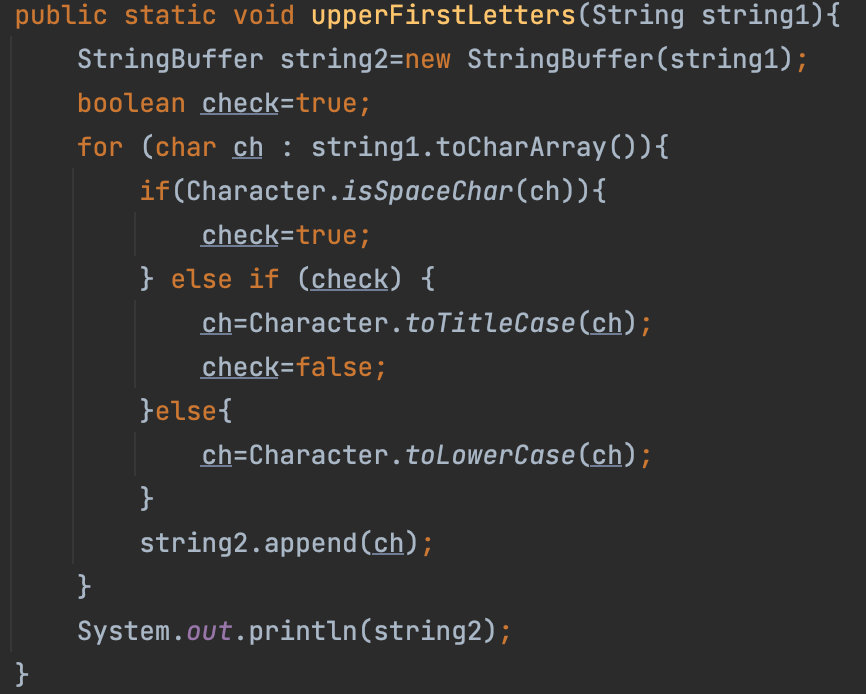 public static void upperFirstLetters(String string1){
    StringBuffer string2=new StringBuffer(string1);
    boolean check=true;
    for (char ch : string1.toCharArray()){
        if(Character.isSpaceChar(ch)){
            check=true;
        } else if (check) {
            ch=Character.toTitleCase(ch);
            check=false;
        }else{
            ch=Character.toLowerCase(ch);
        }
        string2.append(ch);
    }
    System.out.println(string2);
}